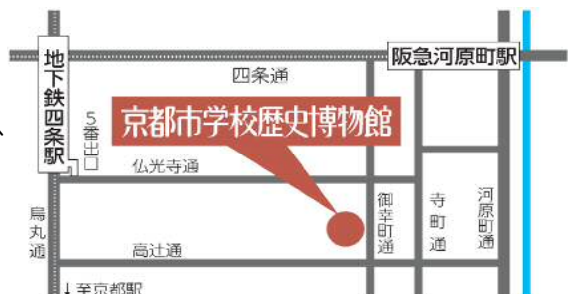 阪急河原町駅
四条通
地下鉄四条駅
5番出口
京都市学校歴史博物館
仏光寺通
御幸町通
寺町通
河原町通
烏丸通
高辻通
↓至京都駅